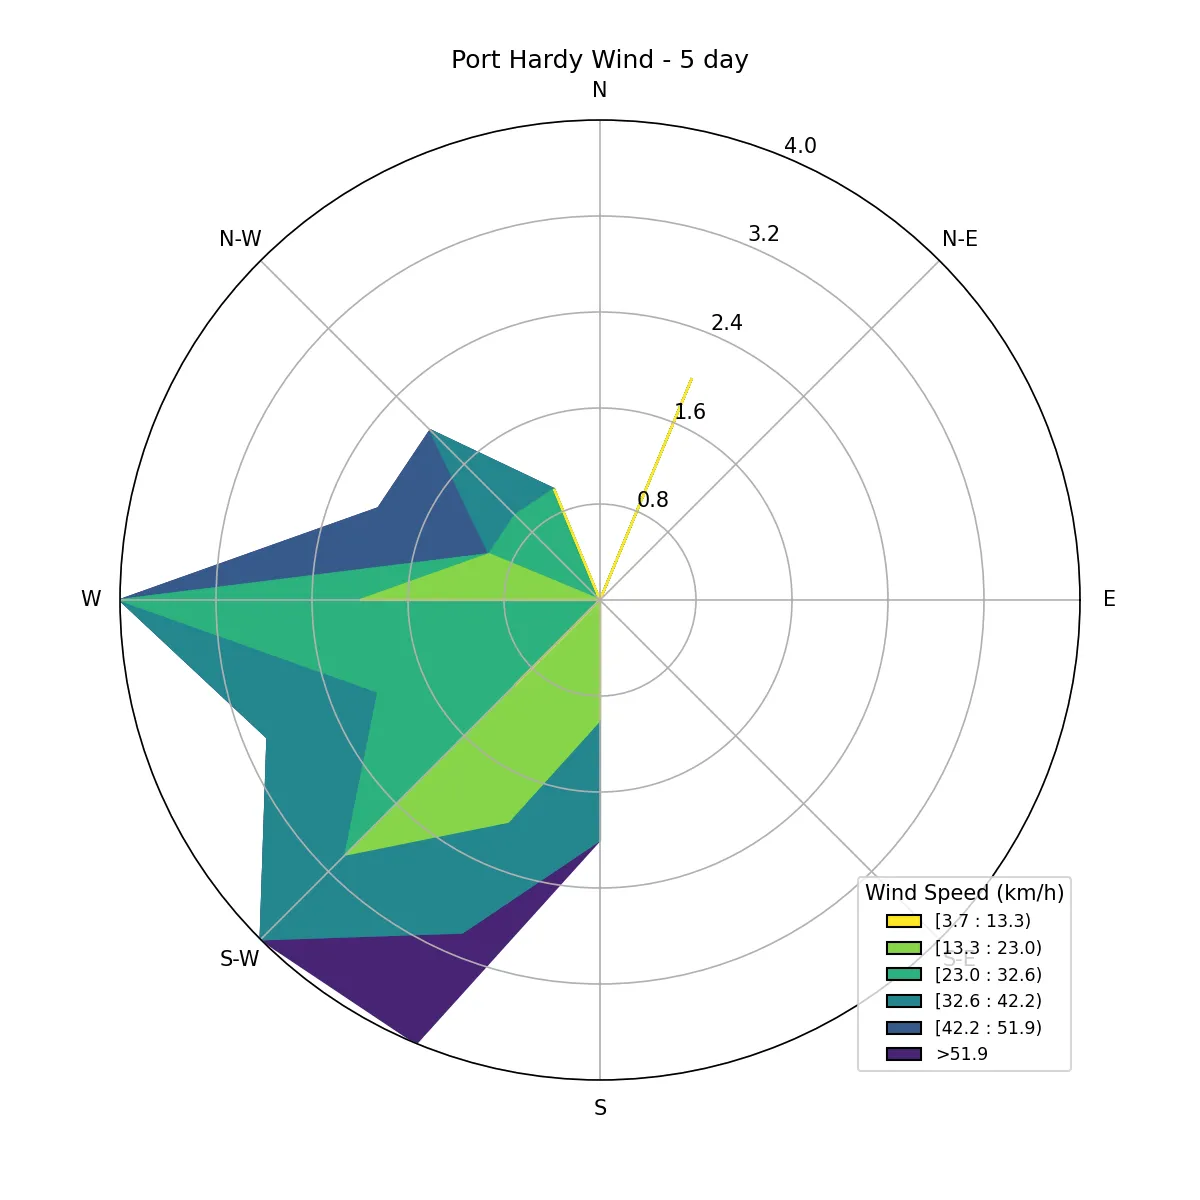 Port Hardy Wind - 5 day
N
4.0
3.2
N-W
N-E
2.4
1.6
0.8
W
E
S-W
S-E
Wind Speed (km/h)
[3.7 : 13.3)
[13.3 : 23.0)
[23.0 : 32.6)
[32.6 : 42.2)
[42.2 : 51.9)
>51.9
S